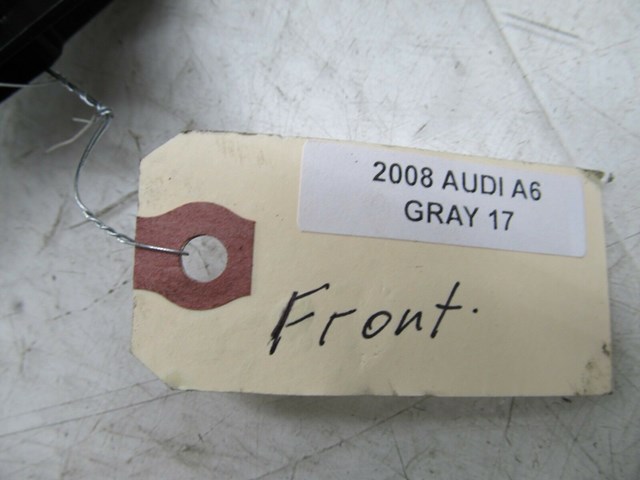 2008 AUDI A6
GRAY 17
Front.